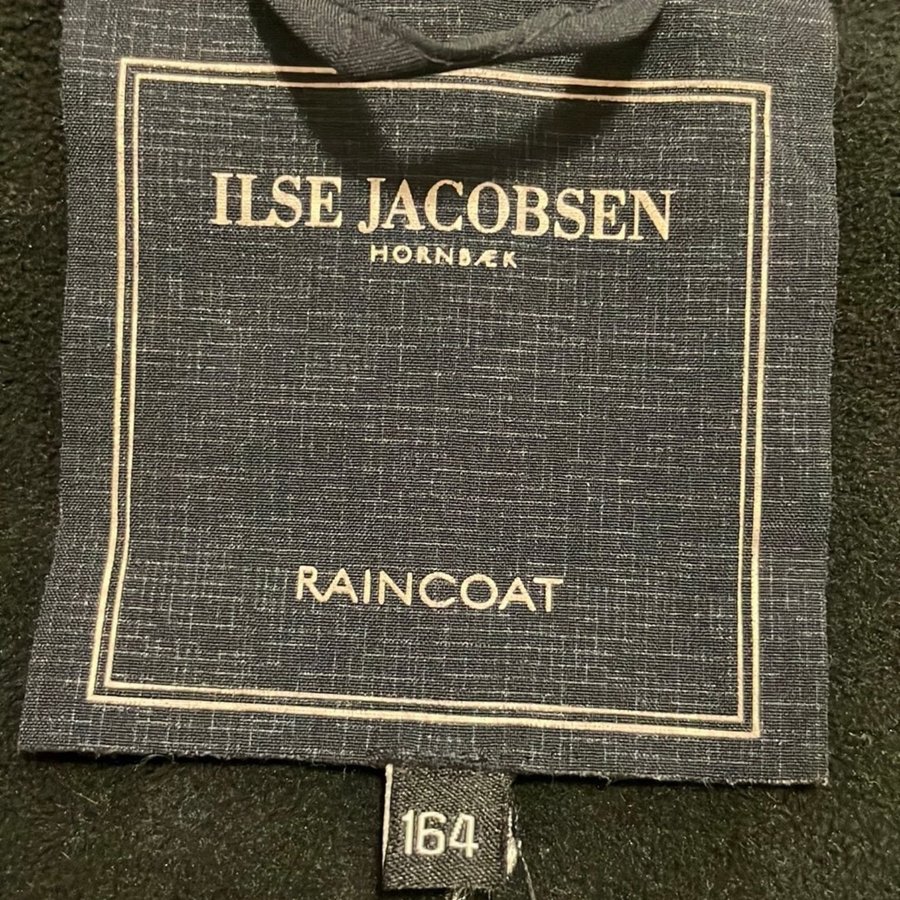 ILSE JACOBSEN
HORNBÆK
RAINCOAT
164